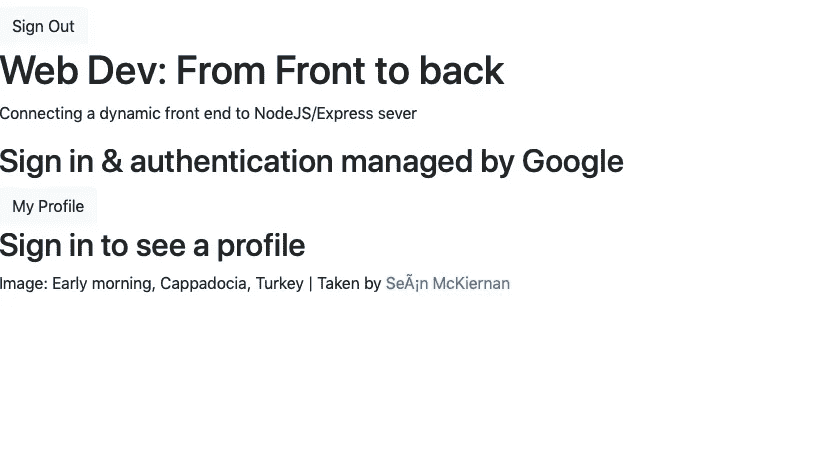 Sign Out
Web Dev: From Front to back
Connecting a dynamic front end to NodeJS/Express sever
Sign in & authentication managed by Google
My Profile
Sign in to see a profile
Image: Early morning, Cappadocia, Turkey | Taken by SeÃ¡n McKiernan